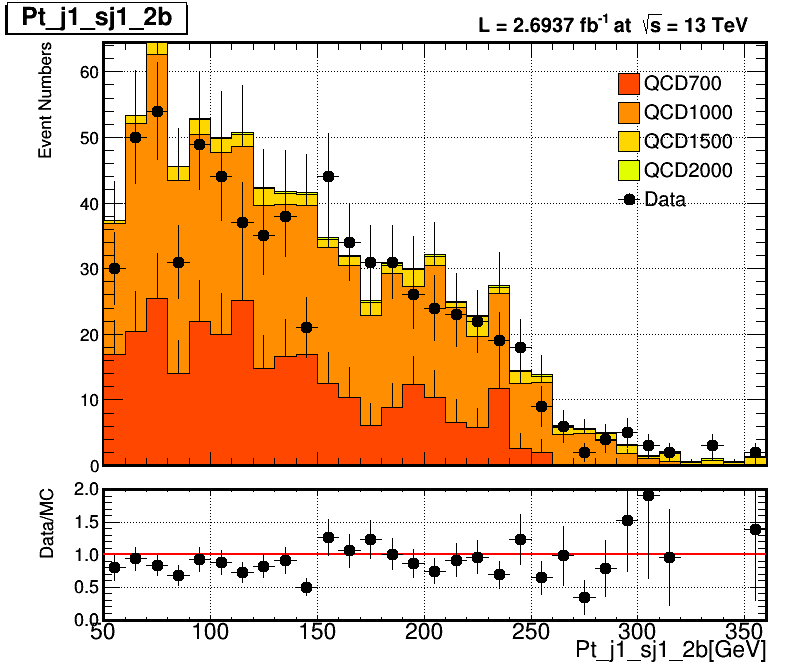 Pt_j1_sj1_2b
L = 2.6937 fb-1 at √s = 13 TeV
Event Numbers
60
50
40
30
20
10
0
QCD700
QCD1000
QCD1500
QCD2000
Data
Data/MC
2.0
1.5
1.0
0.5
0.0
50 100 150 200 250 300 350
Pt_j1_sj1_2b[GeV]